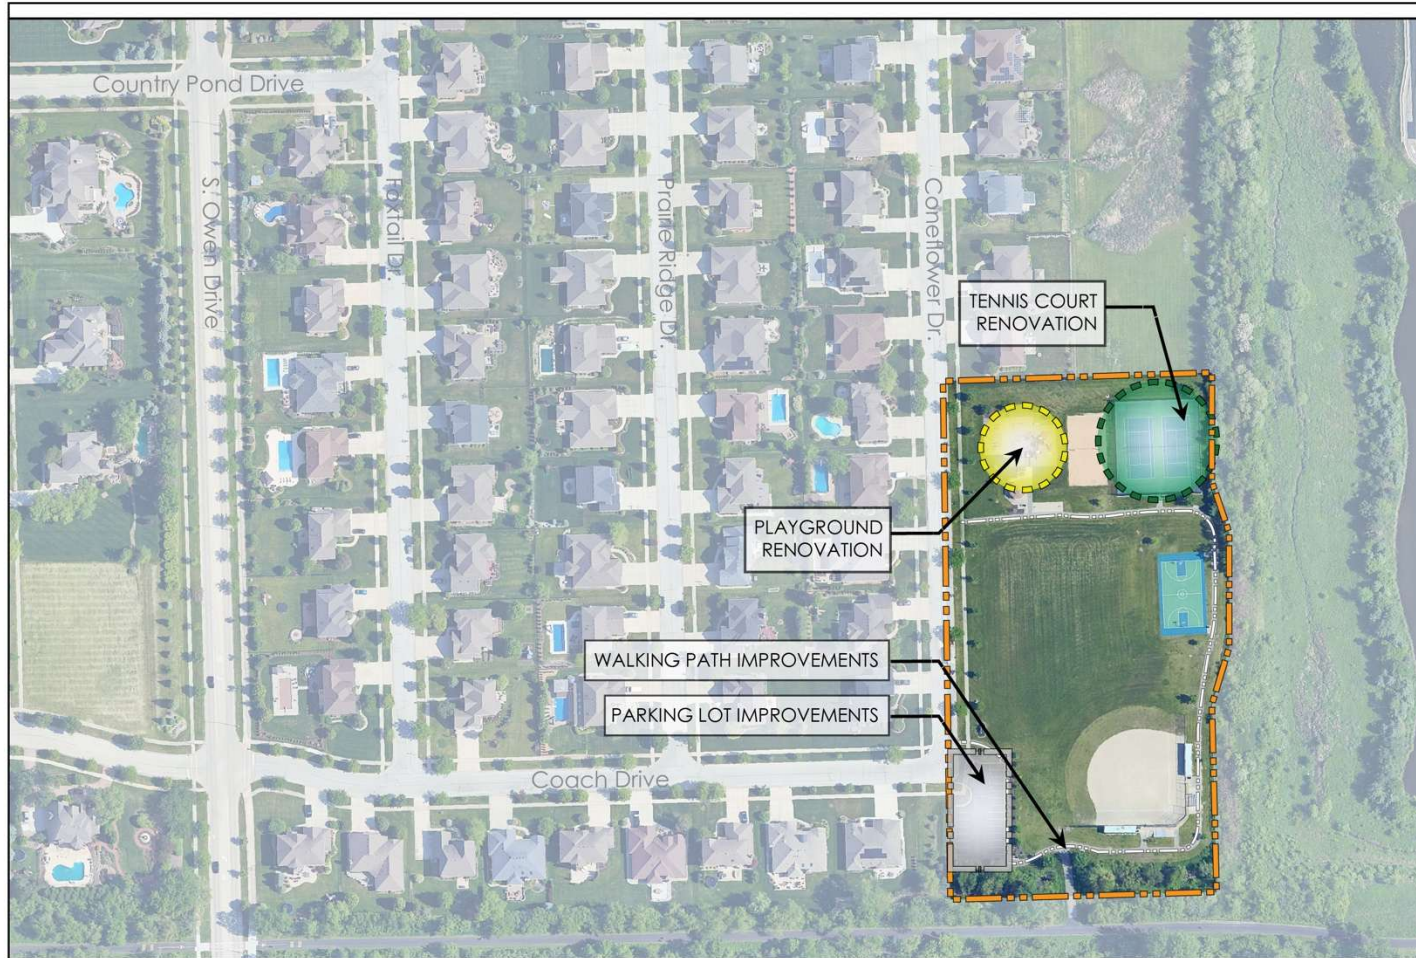 Country Pond Drive
S. Owen Drive
Foxtail Dr.
Prairie Ridge Dr.
Coneflower Dr.
TENNIS COURT
RENOVATION
PLAYGROUND
RENOVATION
WALKING PATH IMPROVEMENTS
PARKING LOT IMPROVEMENTS
Coach Drive